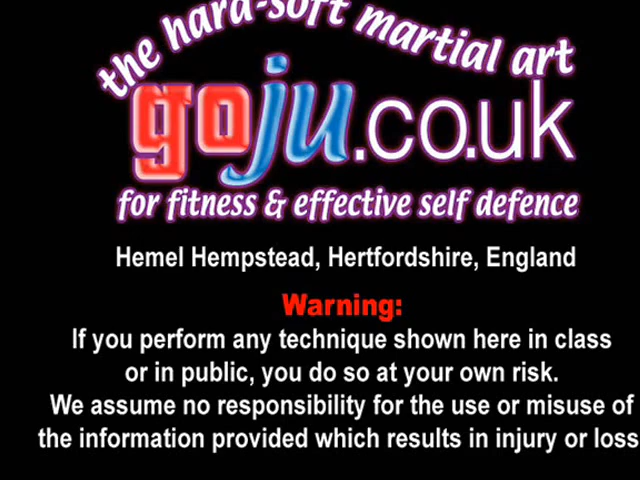 the hard-soft martial art
goju.co.uk
for fitness & effective self defence
Hemel Hempstead, Hertfordshire, England
Warning:
If you perform any technique shown here in class
or in public, you do so at your own risk.
We assume no responsibility for the use or misuse of
the information provided which results in injury or loss